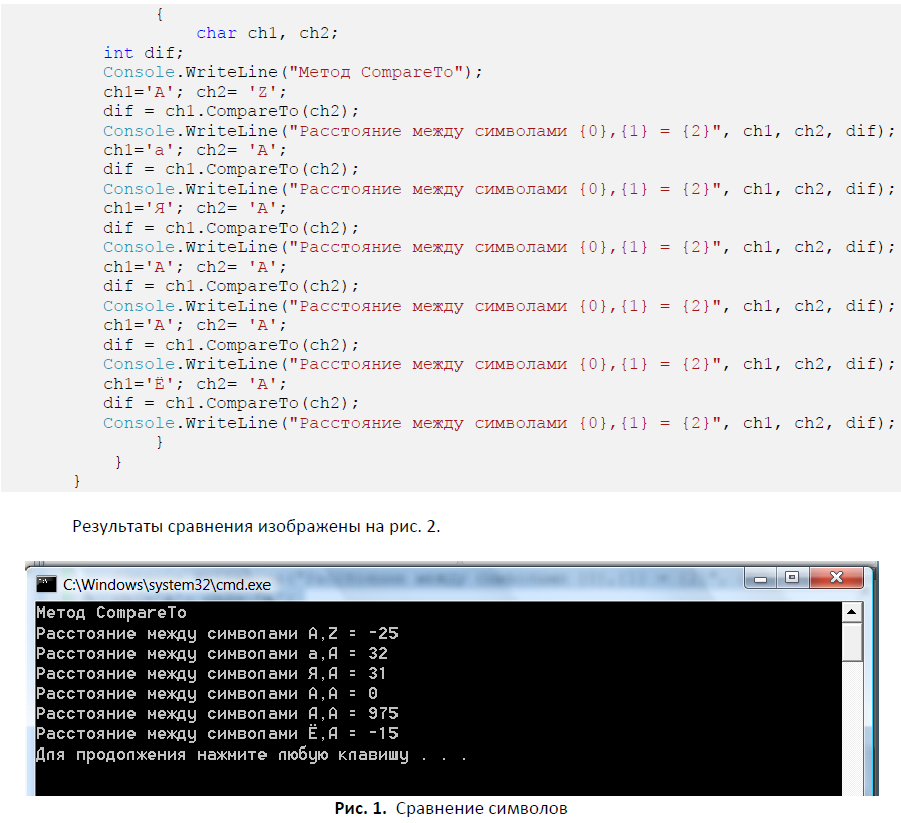 {
char ch1, ch2;
int dif;
Console.WriteLine("Метод CompareTo");
ch1='A'; ch2= 'Z';
dif = ch1.CompareTo(ch2);
Console.WriteLine("Расстояние между символами {0},{1} = {2}", ch1, ch2, dif);
ch1='а'; ch2= 'А';
dif = ch1.CompareTo(ch2);
Console.WriteLine("Расстояние между символами {0},{1} = {2}", ch1, ch2, dif);
ch1='Я'; ch2= 'А';
dif = ch1.CompareTo(ch2);
Console.WriteLine("Расстояние между символами {0},{1} = {2}", ch1, ch2, dif);
ch1='A'; ch2= 'A';
dif = ch1.CompareTo(ch2);
Console.WriteLine("Расстояние между символами {0},{1} = {2}", ch1, ch2, dif);
ch1='А'; ch2= 'A';
dif = ch1.CompareTo(ch2);
Console.WriteLine("Расстояние между символами {0},{1} = {2}", ch1, ch2, dif);
ch1='Ё'; ch2= 'А';
dif = ch1.CompareTo(ch2);
Console.WriteLine("Расстояние между символами {0},{1} = {2}", ch1, ch2, dif);
}
}
}
Результаты сравнения изображены на рис. 2.
C:\Windows\system32\cmd.exe
Метод CompareTo
Расстояние между символами A,Z = -25
Расстояние между символами а,А = 32
Расстояние между символами Я,А = 31
Расстояние между символами A,A = 0
Расстояние между символами А,A = 975
Расстояние между символами Ё,А = -15
Для продолжения нажмите любую клавишу . . .
Рис. 1. Сравнение символов